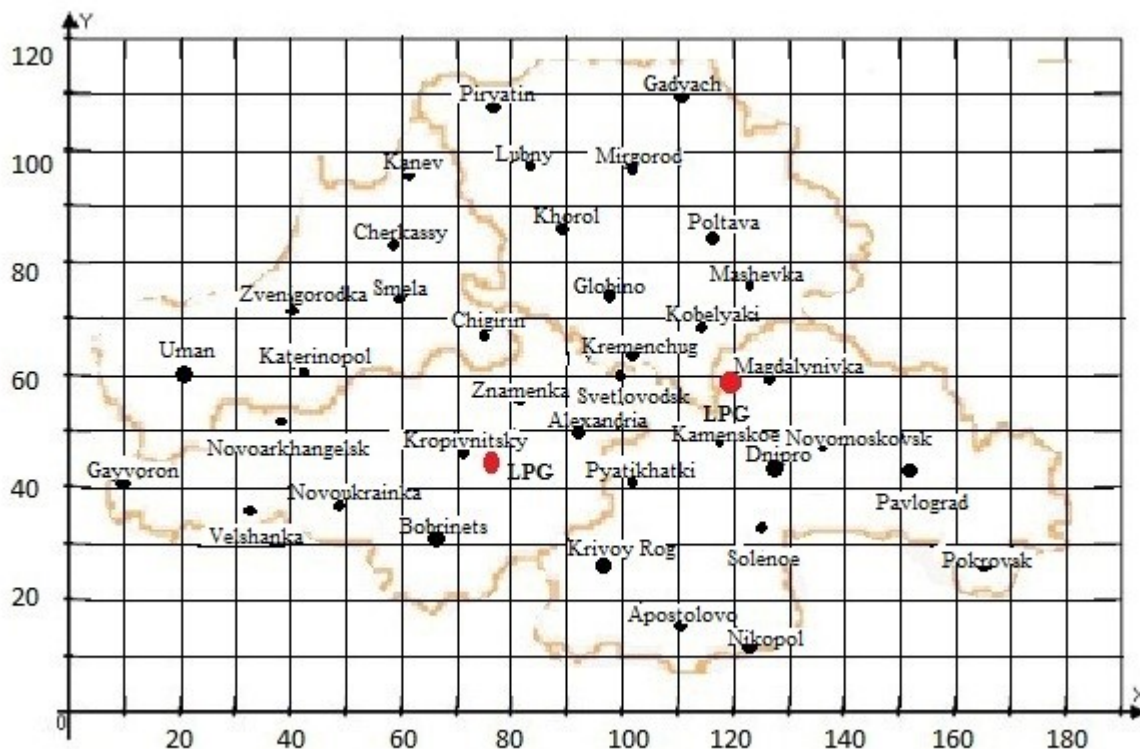 Y
120
Gadyach
Piryatin
100
Lubny
Mirgorod
Kanev
Khorol
Poltava
Cherkassy
80
Mashevka
Globino
Smela
Zvenigorodka
Kobelyaki
Chigirin
Kremenchug
Uman
Katerinopol
Magdalynivka
60
Znamenka
Svetlovodsk
LPG
Alexandria
Kropivnitsky
Kamenskoe
Novomoskovsk
Novoarkhangelsk
Dnipro
Gayvoron
LPG
Pyatikhatki
40
Novoukrainka
Pavlograd
Velshanka
Bobrinets
Krivoy Rog
Solenoe
Pokrovsk
20
Apostolovo
Nikopol
X
0
20 40 60 80 100 120 140 160 180